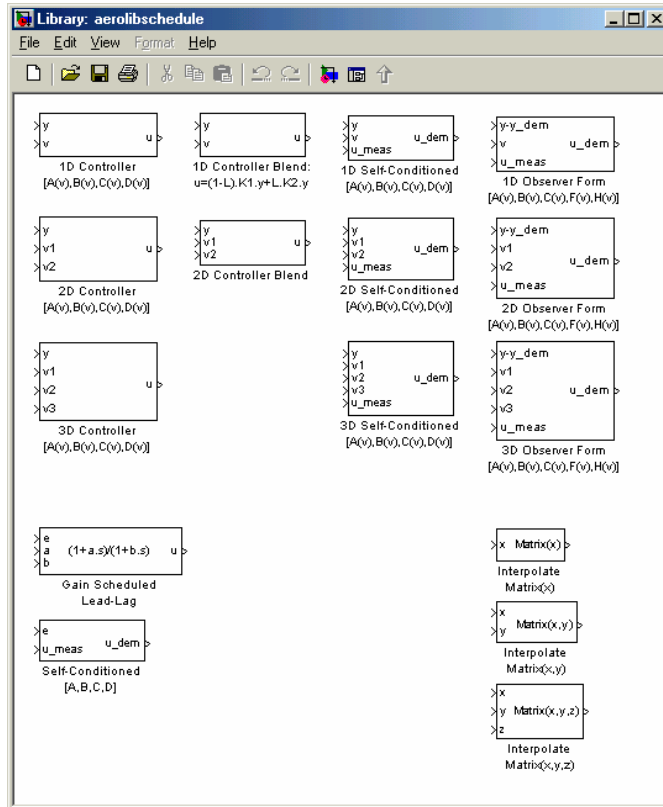 Library: aerolibschedule
File Edit View Format Help
y
v
u
1D Controller
[A(v),B(v),C(v),D(v)]
y
v
u
1D Controller Blend:
u=(1-L).K1.y+L.K2.y
y
v
u_meas
u_dem
1D Self-Conditioned
[A(v),B(v),C(v),D(v)]
y-y_dem
v
u_meas
u_dem
1D Observer Form
[A(v),B(v),C(v),F(v),H(v)]
y
v1
v2
u
2D Controller
[A(v),B(v),C(v),D(v)]
y
v1
v2
u
2D Controller Blend
y
v1
v2
u_meas
u_dem
2D Self-Conditioned
[A(v),B(v),C(v),D(v)]
y-y_dem
v1
v2
u_meas
u_dem
2D Observer Form
[A(v),B(v),C(v),F(v),H(v)]
y
v1
v2
v3
u
3D Controller
[A(v),B(v),C(v),D(v)]
y
v1
v2
v3
u_meas
u_dem
3D Self-Conditioned
[A(v),B(v),C(v),D(v)]
y-y_dem
v1
v2
v3
u_meas
u_dem
3D Observer Form
[A(v),B(v),C(v),F(v),H(v)]
e
a
b
(1+a.s)/(1+b.s)
u
Gain Scheduled
Lead-Lag
e
u_meas
u_dem
Self-Conditioned
[A,B,C,D]
x Matrix(x)
Interpolate
Matrix(x)
x
y
Matrix(x,y)
Interpolate
Matrix(x,y)
x
y Matrix(x,y,z)
z
Interpolate
Matrix(x,y,z)